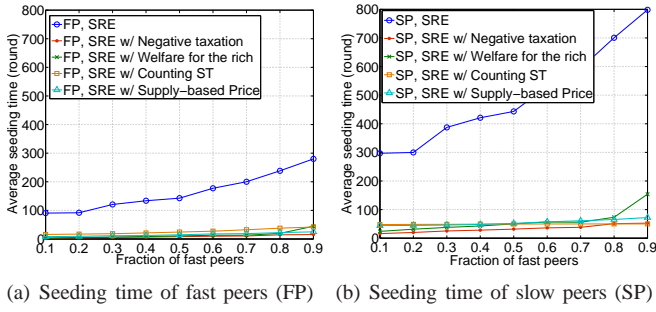 Average seeding time (round)
800
700
600
500
400
300
200
100
0
FP, SRE
FP, SRE w/ Negative taxation
FP, SRE w/ Welfare for the rich
FP, SRE w/ Counting ST
FP, SRE w/ Supply−based Price
0.1 0.2 0.3 0.4 0.5 0.6 0.7 0.8 0.9
Fraction of fast peers
(a) Seeding time of fast peers (FP)
Average seeding time (round)
800
700
600
500
400
300
200
100
0
SP, SRE
SP, SRE w/ Negative taxation
SP, SRE w/ Welfare for the rich
SP, SRE w/ Counting ST
SP, SRE w/ Supply−based Price
0.1 0.2 0.3 0.4 0.5 0.6 0.7 0.8 0.9
Fraction of fast peers
(b) Seeding time of slow peers (SP)